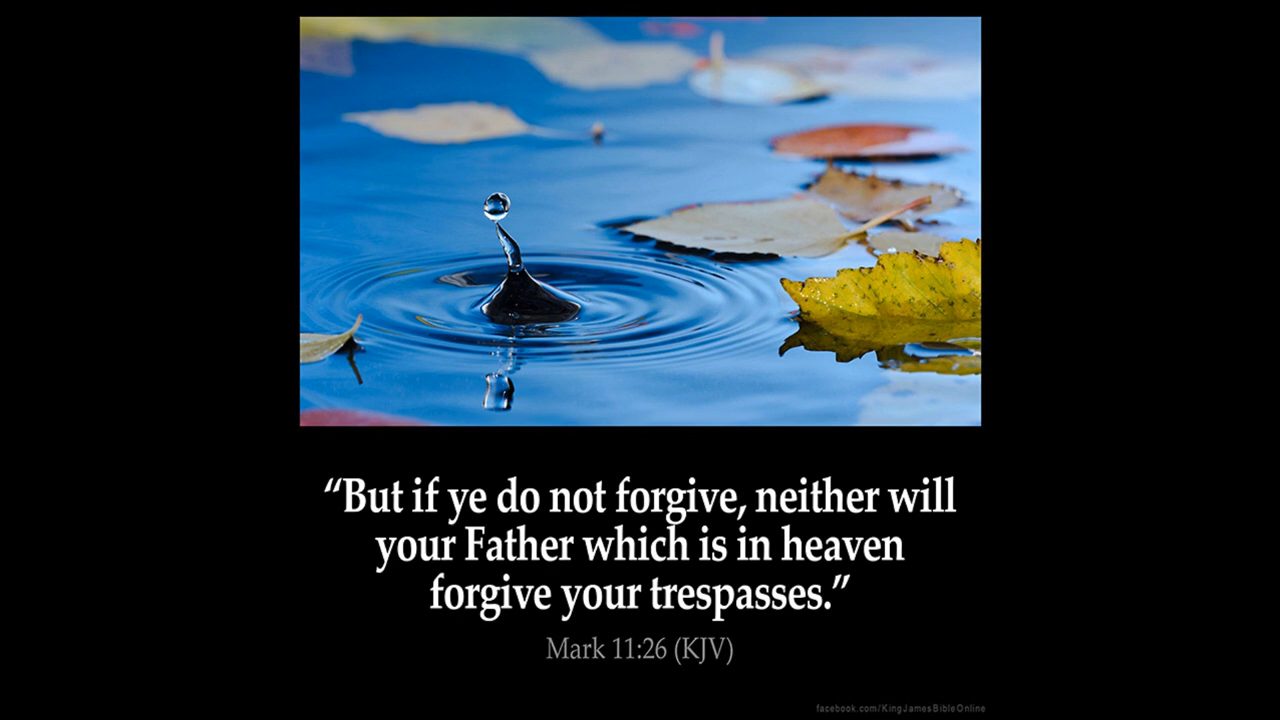 “But if ye do not forgive, neither will
your Father which is in heaven
forgive your trespasses.”
Mark 11:26 (KJV)
facebook.com/KingJamesBibleOnline